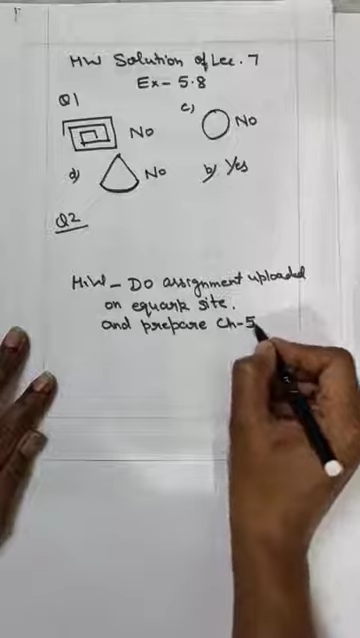 HW Solution of Lec. 7
Ex - 5.8
Q1
c)
No
No
d)
No
b) Yes
Q2
H.W - Do assignment uploaded
on equark site.
and prepare Ch-5